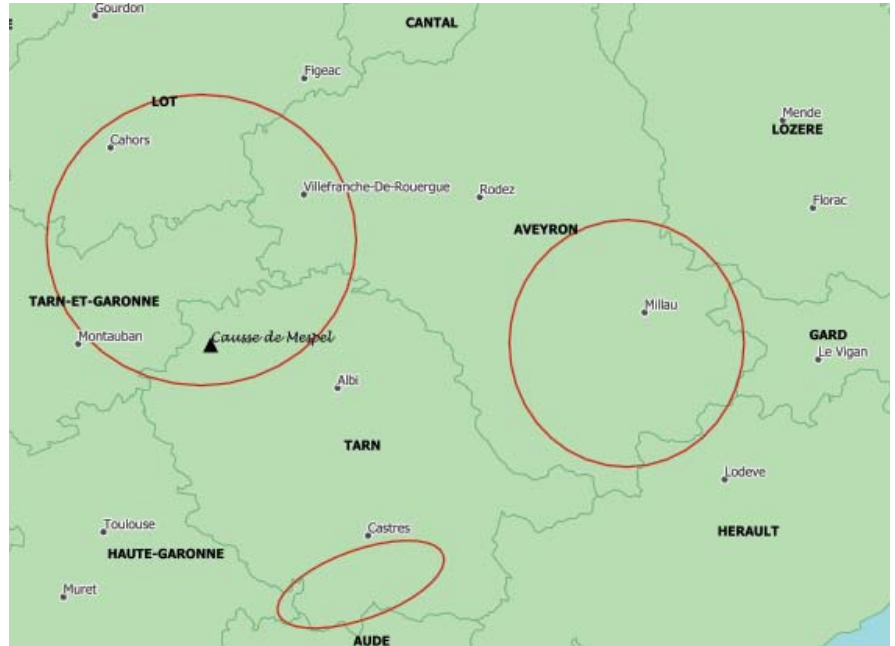 Gourdon
CANTAL
E
Figeac
LOT
Mende
LOZERE
Cahors
Villefranche-De-Rouergue
Rodez
Florac
AVEYRON
TARN-ET-GARONNE
Millau
Montauban
Causse de Mespel
GARD
Le Vigan
Albi
TARN
Lodeve
Toulouse
Castres
HERAULT
HAUTE-GARONNE
Muret
AUDE